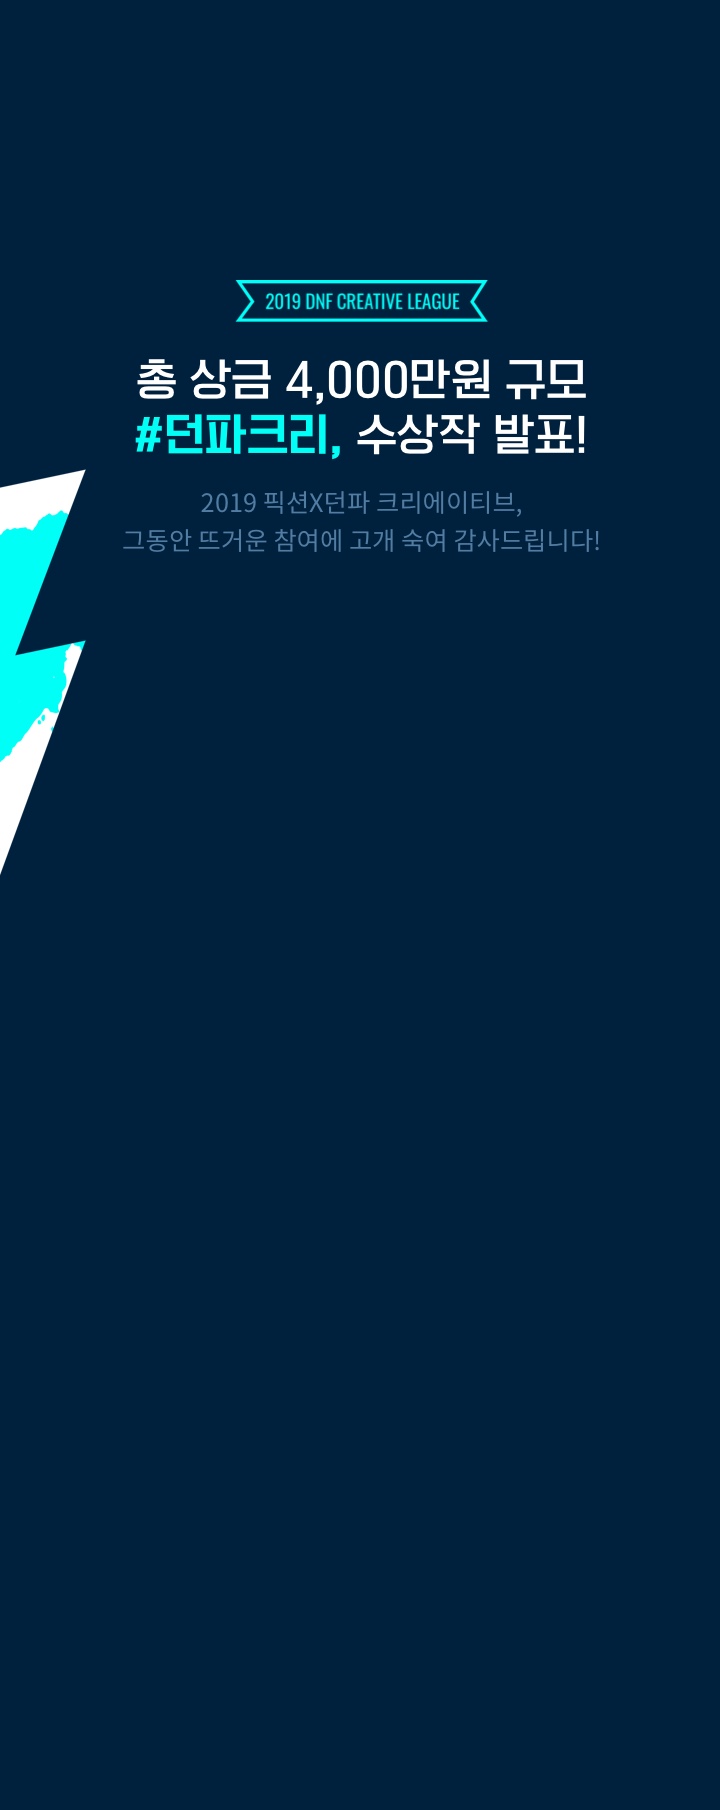 2019 DNF CREATIVE LEAGUE
총 상금 4,000만원 규모
#던파크리, 수상작 발표!
2019 픽션X던파 크리에이티브,
그동안 뜨거운 참여에 고개 숙여 감사드립니다!